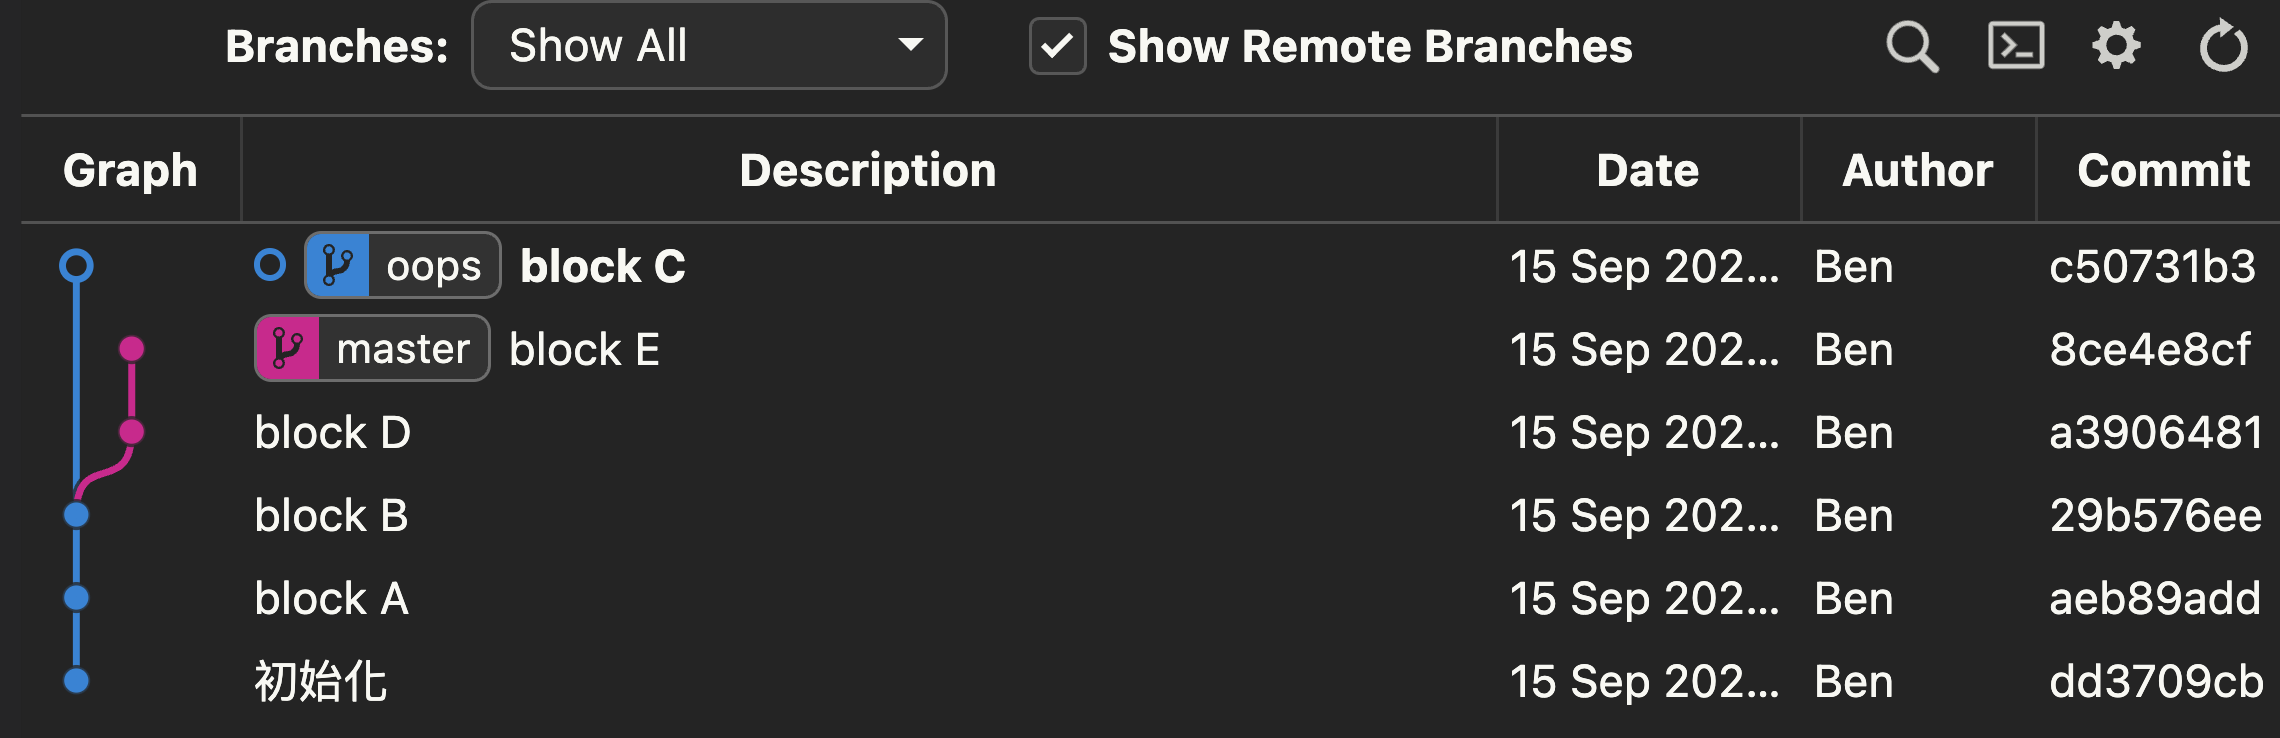 Branches: Show All Show Remote Branches
Graph Description Date Author Commit
oops block C 15 Sep 202... Ben c50731b3
master block E 15 Sep 202... Ben 8ce4e8cf
block D 15 Sep 202... Ben a3906481
block B 15 Sep 202... Ben 29b576ee
block A 15 Sep 202... Ben aeb89add
初始化 15 Sep 202... Ben dd3709cb